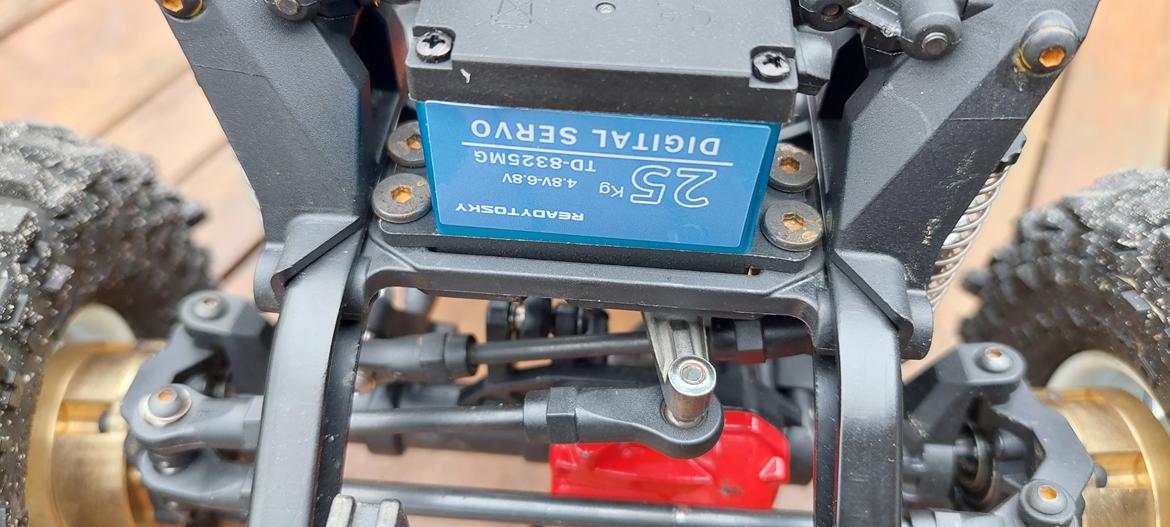 READYTOSKY
25 Kg 4.8V-6.8V
TD-8325MG
DIGITAL SERVO